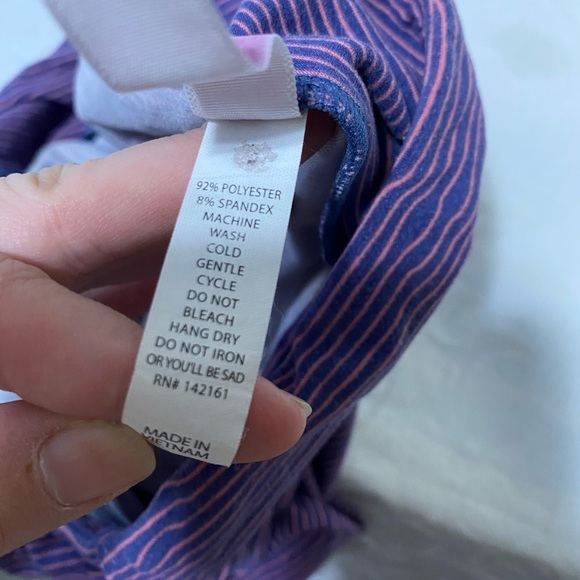 92% POLYESTER
8% SPANDEX
MACHINE
WASH
COLD
GENTLE
CYCLE
DO NOT
BLEACH
HANG DRY
DO NOT IRON
OR YOU'LL BE SAD
RN# 142161
MADE IN
VIETNAM